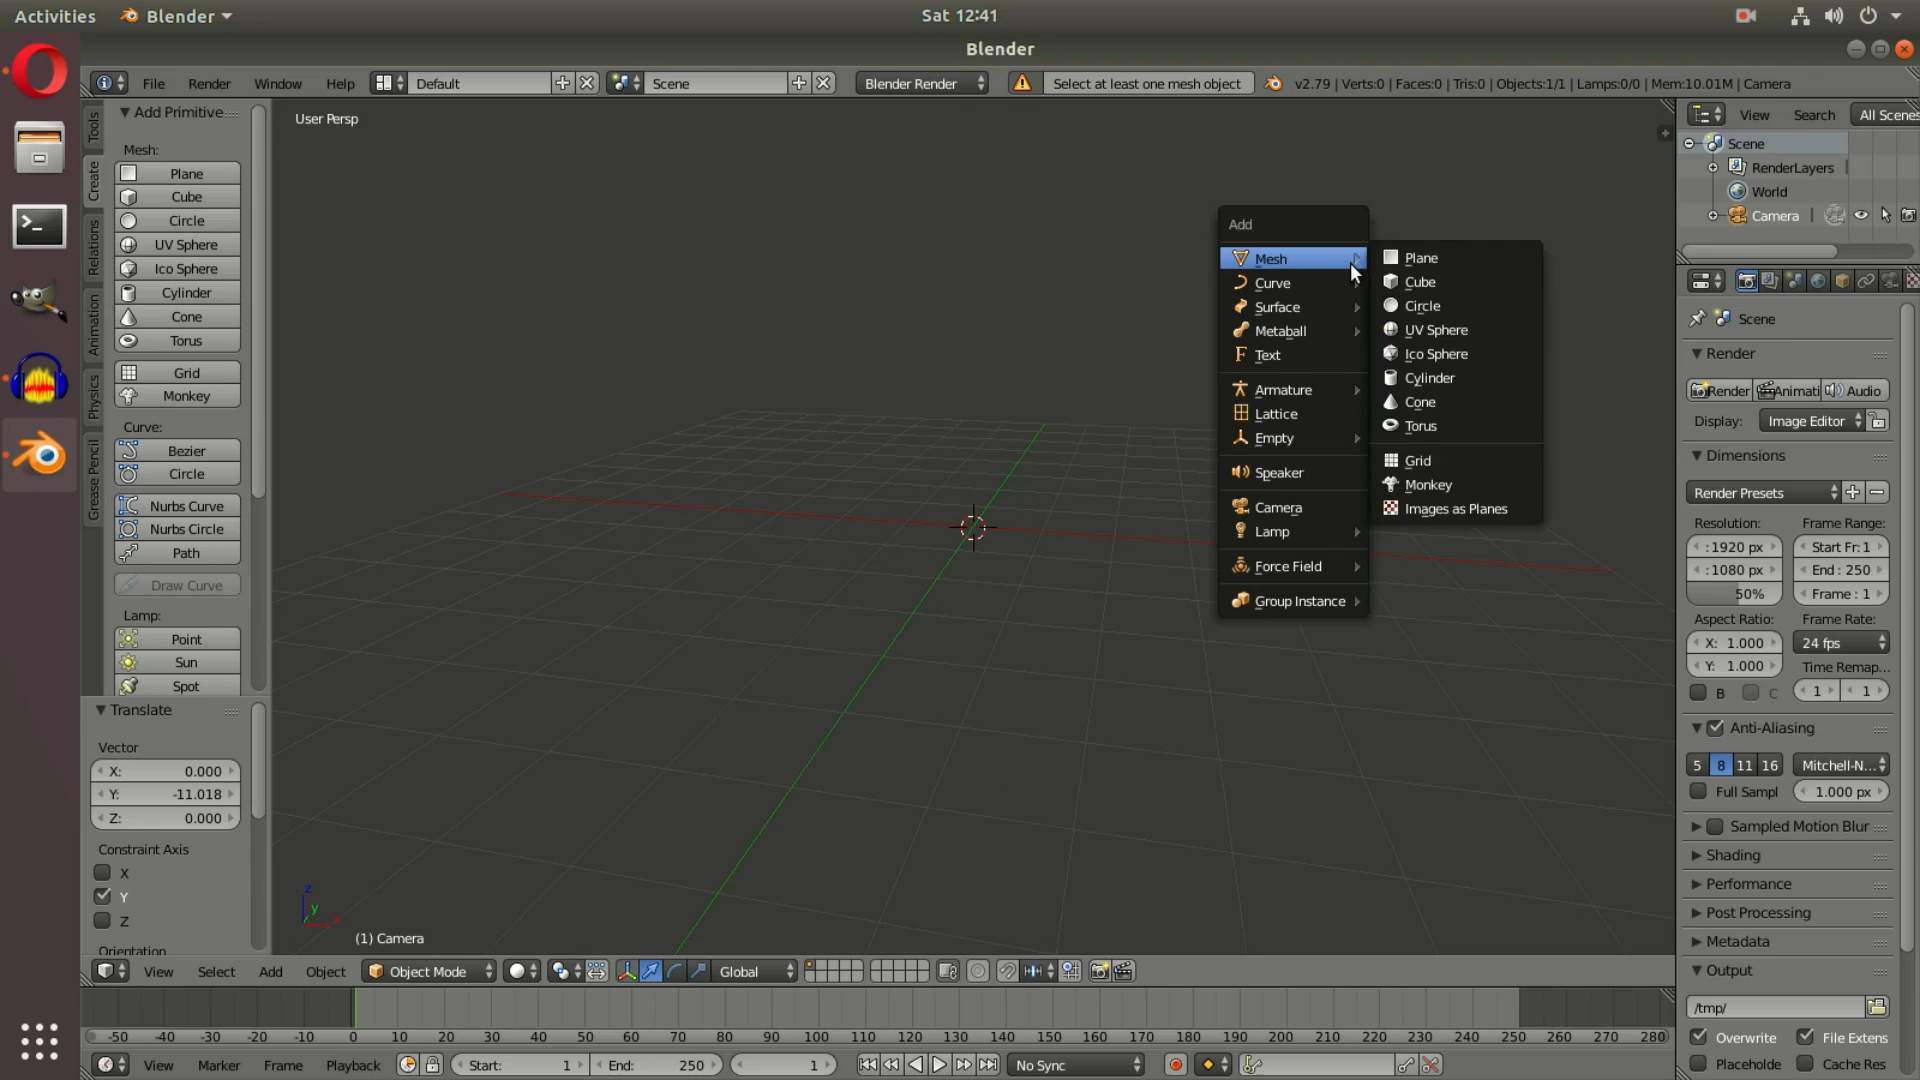 Activities Blender Sat 12:41
Blender
File Render Window Help Default Scene Blender Render Select at least one mesh object v2.79 | Verts:0 | Faces:0 | Tris:0 | Objects:1/1 | Lamps:0/0 | Mem:10.01M | Camera
Tools
Create
Relations
Animation
Physics
Grease Pencil
Add Primitive
Mesh:
Plane
Cube
Circle
UV Sphere
Ico Sphere
Cylinder
Cone
Torus
Grid
Monkey
Curve:
Bezier
Circle
Nurbs Curve
Nurbs Circle
Path
Draw Curve
Lamp:
Point
Sun
Spot
Translate
Vector
X: 0.000
Y: -11.018
Z: 0.000
Constraint Axis
X
Y
Z
Orientation
User Persp
Add
Mesh
Curve
Surface
Metaball
Text
Armature
Lattice
Empty
Speaker
Camera
Lamp
Force Field
Group Instance
Plane
Cube
Circle
UV Sphere
Ico Sphere
Cylinder
Cone
Torus
Grid
Monkey
Images as Planes
z
y
x
(1) Camera
View Select Add Object Object Mode Global
-50 -40 -30 -20 -10 0 10 20 30 40 50 60 70 80 90 100 110 120 130 140 150 160 170 180 190 200 210 220 230 240 250 260 270 280
View Marker Frame Playback Start: 1 End: 250 1 No Sync
View Search All Scenes
Scene
RenderLayers
World
Camera
Scene
Render
Render Animati Audio
Display: Image Editor
Dimensions
Render Presets
Resolution: Frame Range:
:1920 px Start Fr: 1
:1080 px End : 250
50% Frame : 1
Aspect Ratio: Frame Rate:
X: 1.000 24 fps
Y: 1.000 Time Remap...
B C 1 1
Anti-Aliasing
5 8 11 16 Mitchell-N...
Full Sampl 1.000 px
Sampled Motion Blur
Shading
Performance
Post Processing
Metadata
Output
/tmp/
Overwrite File Extens
Placeholde Cache Res